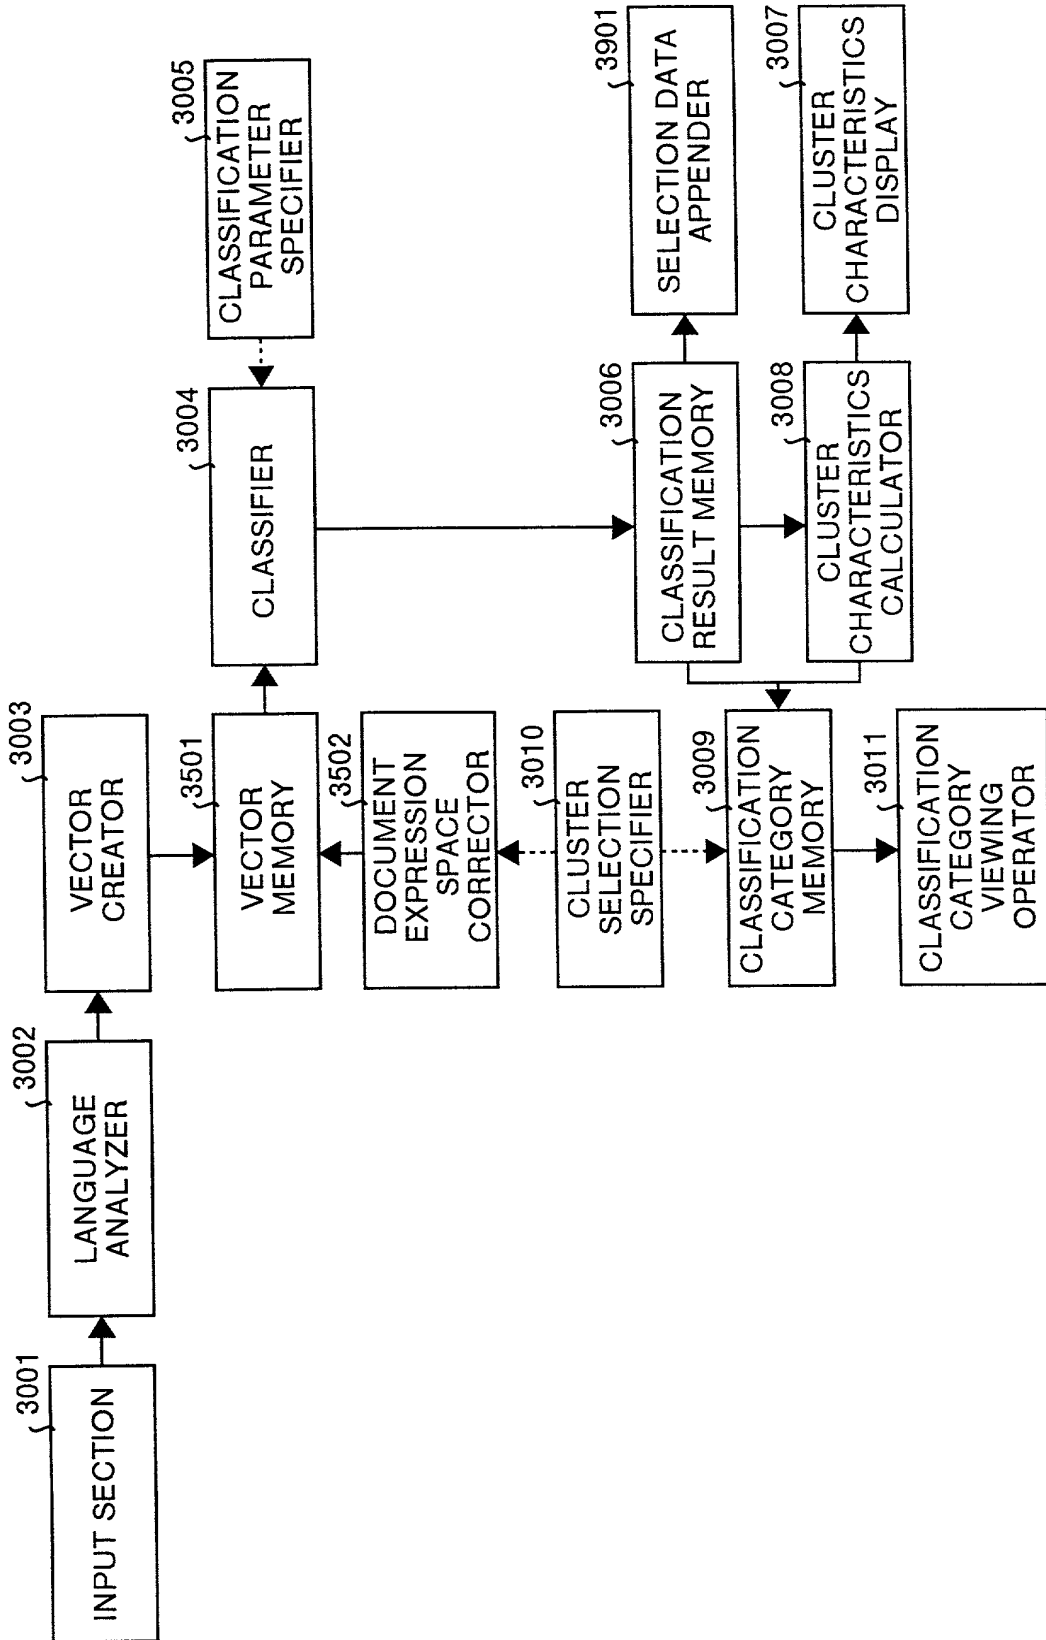 3001
INPUT SECTION
3002
LANGUAGE
ANALYZER
3003
VECTOR
CREATOR
3501
VECTOR
MEMORY
3502
DOCUMENT
EXPRESSION
SPACE
CORRECTOR
3010
CLUSTER
SELECTION
SPECIFIER
3009
CLASSIFICATION
CATEGORY
MEMORY
3011
CLASSIFICATION
CATEGORY
VIEWING
OPERATOR
3004
CLASSIFIER
3005
CLASSIFICATION
PARAMETER
SPECIFIER
3006
CLASSIFICATION
RESULT MEMORY
3008
CLUSTER
CHARACTERISTICS
CALCULATOR
3901
SELECTION DATA
APPENDER
3007
CLUSTER
CHARACTERISTICS
DISPLAY